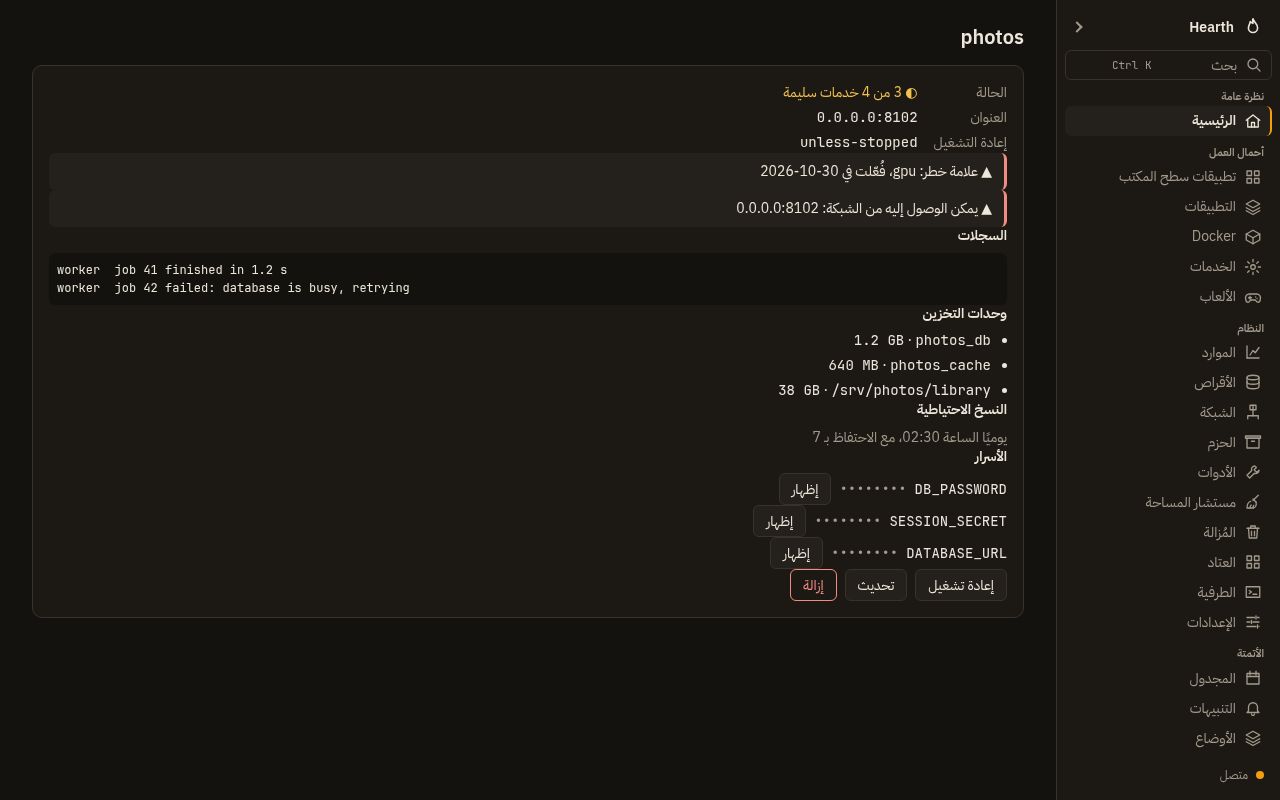 Hearth
بحث Ctrl K
نظرة عامة
الرئيسية
أحمال العمل
تطبيقات سطح المكتب
التطبيقات
Docker
الخدمات
الألعاب
النظام
الموارد
الأقراص
الشبكة
الحزم
الأدوات
مستشار المساحة
المُزالة
العتاد
الطرفية
الإعدادات
الأتمتة
المجدول
التنبيهات
الأوضاع
متصل
photos
الحالة ◐ 3 من 4 خدمات سليمة
العنوان 0.0.0.0:8102
إعادة التشغيل unless-stopped
▲ علامة خطر: gpu، فُعّلت في 30-10-2026
▲ يمكن الوصول إليه من الشبكة: 0.0.0.0:8102
السجلات
worker  job 41 finished in 1.2 s
worker  job 42 failed: database is busy, retrying
وحدات التخزين
• photos_db · 1.2 GB
• photos_cache · 640 MB
• /srv/photos/library · 38 GB
النسخ الاحتياطية
يوميًا الساعة 02:30، مع الاحتفاظ بـ 7
الأسرار
DB_PASSWORD •••••••• إظهار
SESSION_SECRET •••••••• إظهار
DATABASE_URL •••••••• إظهار
إعادة تشغيل تحديث إزالة